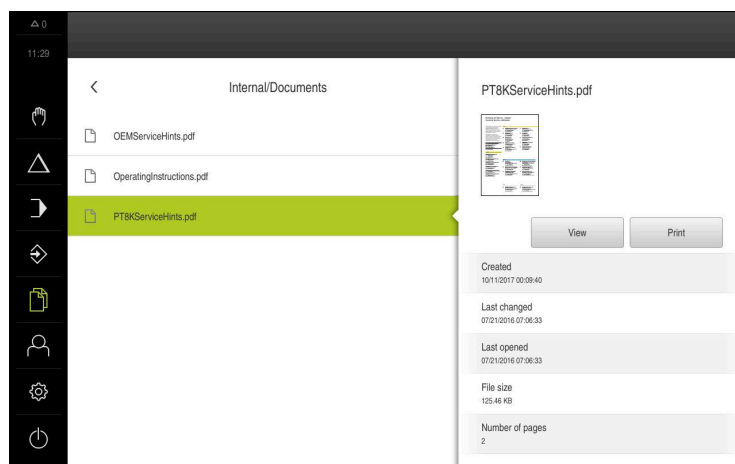 0
11:29
Internal/Documents
OEMServiceHints.pdf
OperatingInstructions.pdf
PT8KServiceHints.pdf
PT8KServiceHints.pdf
View
Print
Created
10/11/2017 00:09:40
Last changed
07/21/2016 07:06:33
Last opened
07/21/2016 07:06:33
File size
125.46 KB
Number of pages
2